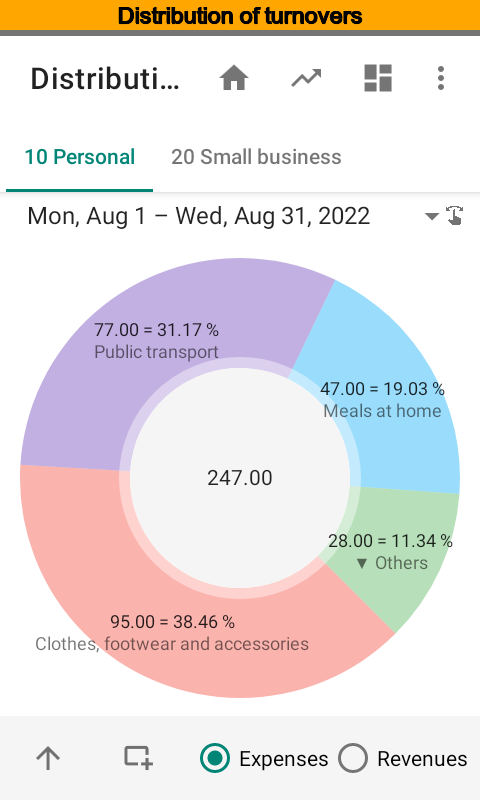 Distribution of turnovers
Distributi...
10 Personal
20 Small business
Mon, Aug 1 – Wed, Aug 31, 2022
77.00 = 31.17 %
Public transport
47.00 = 19.03 %
Meals at home
247.00
28.00 = 11.34 %
▼ Others
95.00 = 38.46 %
Clothes, footwear and accessories
Expenses
Revenues